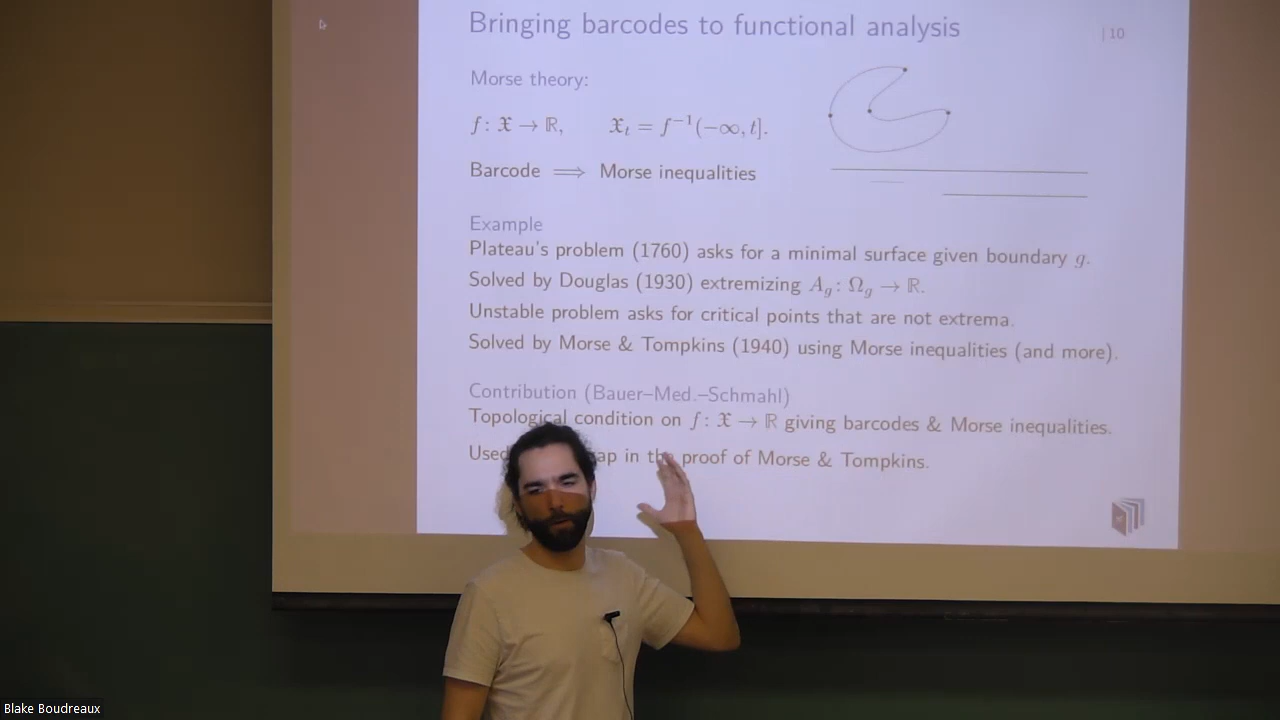 Bringing barcodes to functional analysis
| 10
Morse theory:
f : 𝔛 → ℝ, 𝔛ₜ = f⁻¹(−∞, t].
Barcode ⟹ Morse inequalities
Example
Plateau's problem (1760) asks for a minimal surface given boundary g.
Solved by Douglas (1930) extremizing A_g : Ω_g → ℝ.
Unstable problem asks for critical points that are not extrema.
Solved by Morse & Tompkins (1940) using Morse inequalities (and more).
Contribution (Bauer–Med.–Schmahl)
Topological condition on f : 𝔛 → ℝ giving barcodes & Morse inequalities.
Used in the proof of Morse & Tompkins.
Blake Boudreaux